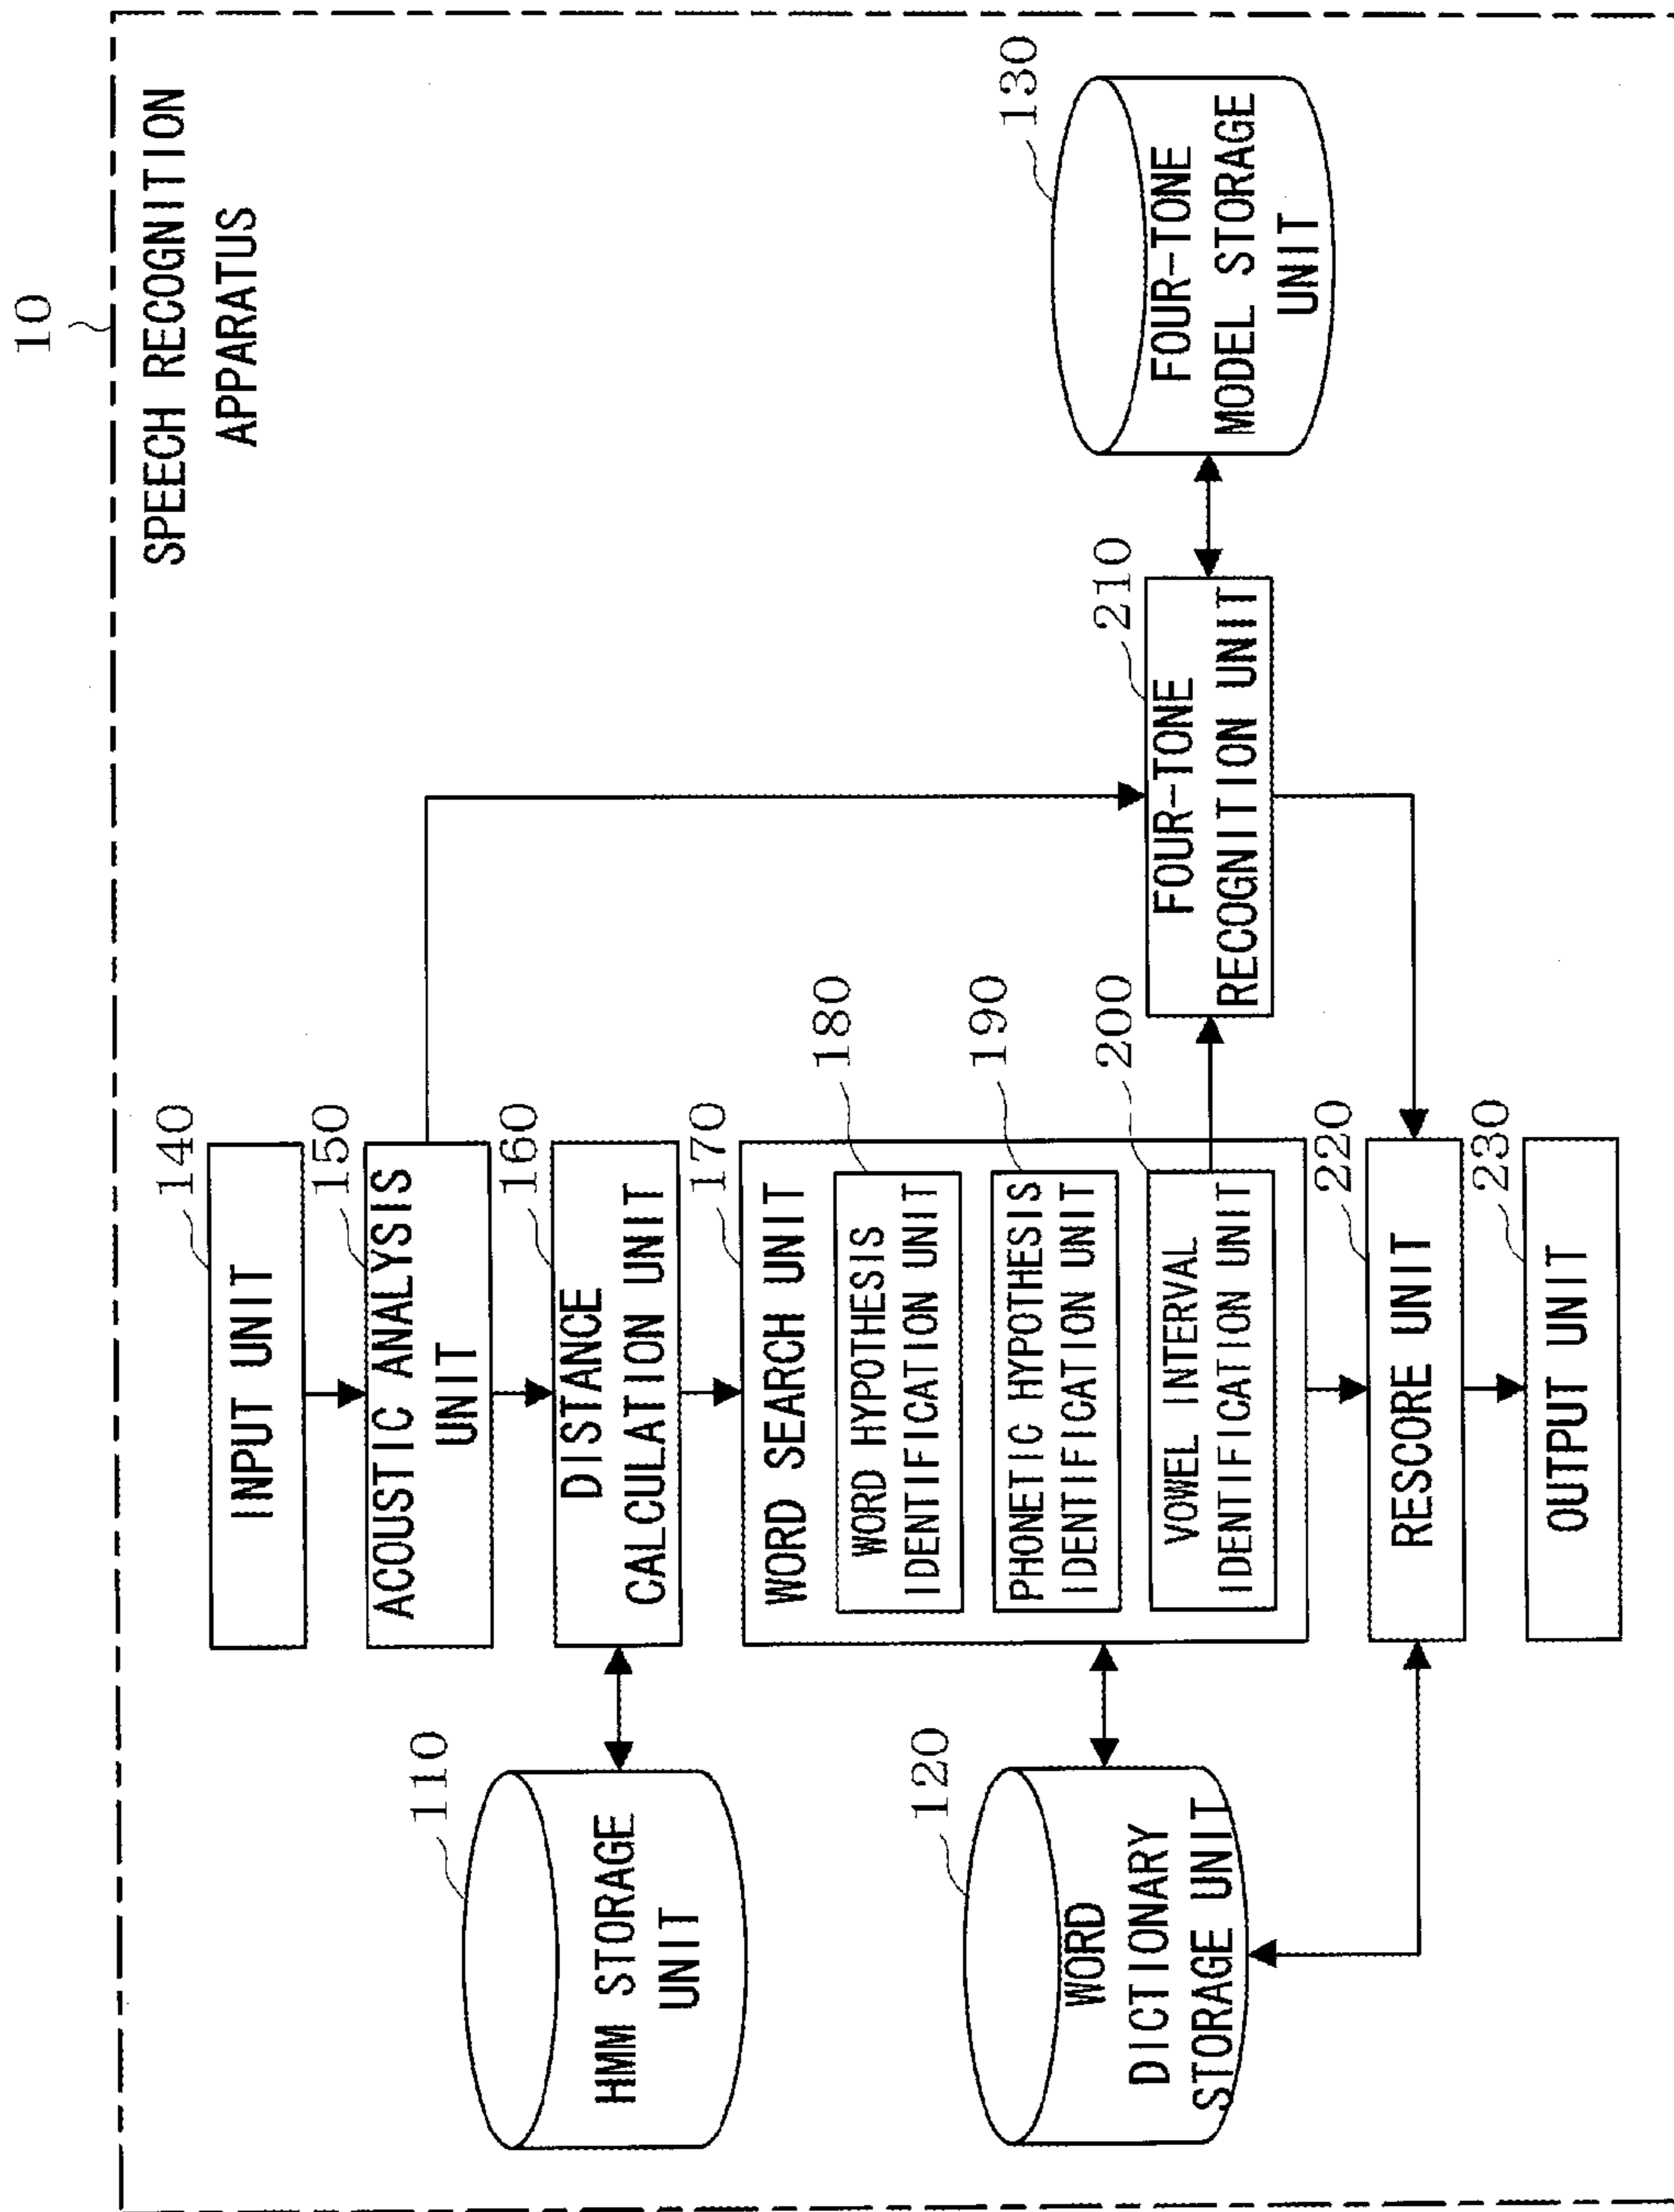 10
SPEECH RECOGNITION
APPARATUS
140
INPUT UNIT
150
ACOUSTIC ANALYSIS
UNIT
160
DISTANCE
CALCULATION UNIT
110
HMM STORAGE
UNIT
170
WORD SEARCH UNIT
180
WORD HYPOTHESIS
IDENTIFICATION UNIT
190
PHONETIC HYPOTHESIS
IDENTIFICATION UNIT
200
VOWEL INTERVAL
IDENTIFICATION UNIT
120
WORD
DICTIONARY
STORAGE UNIT
210
FOUR-TONE
RECOGNITION UNIT
130
FOUR-TONE
MODEL STORAGE
UNIT
220
RESCORE UNIT
230
OUTPUT UNIT